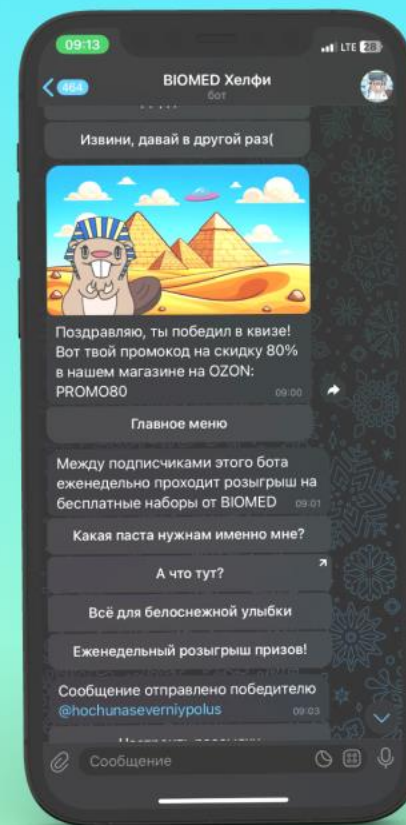 09:13
LTE 28
464
BIOMED Хелфи
бот
Извини, давай в другой раз(
Поздравляю, ты победил в квизе!
Вот твой промокод на скидку 80%
в нашем магазине на OZON:
PROMO80
09:00
Главное меню
Между подписчиками этого бота
еженедельно проходит розыгрыш на
бесплатные наборы от BIOMED
09:01
Какая паста нужнам именно мне?
А что тут?
Всё для белоснежной улыбки
Еженедельный розыгрыш призов!
Сообщение отправлено победителю
@hochunaseverniypolus
09:03
Сообщение